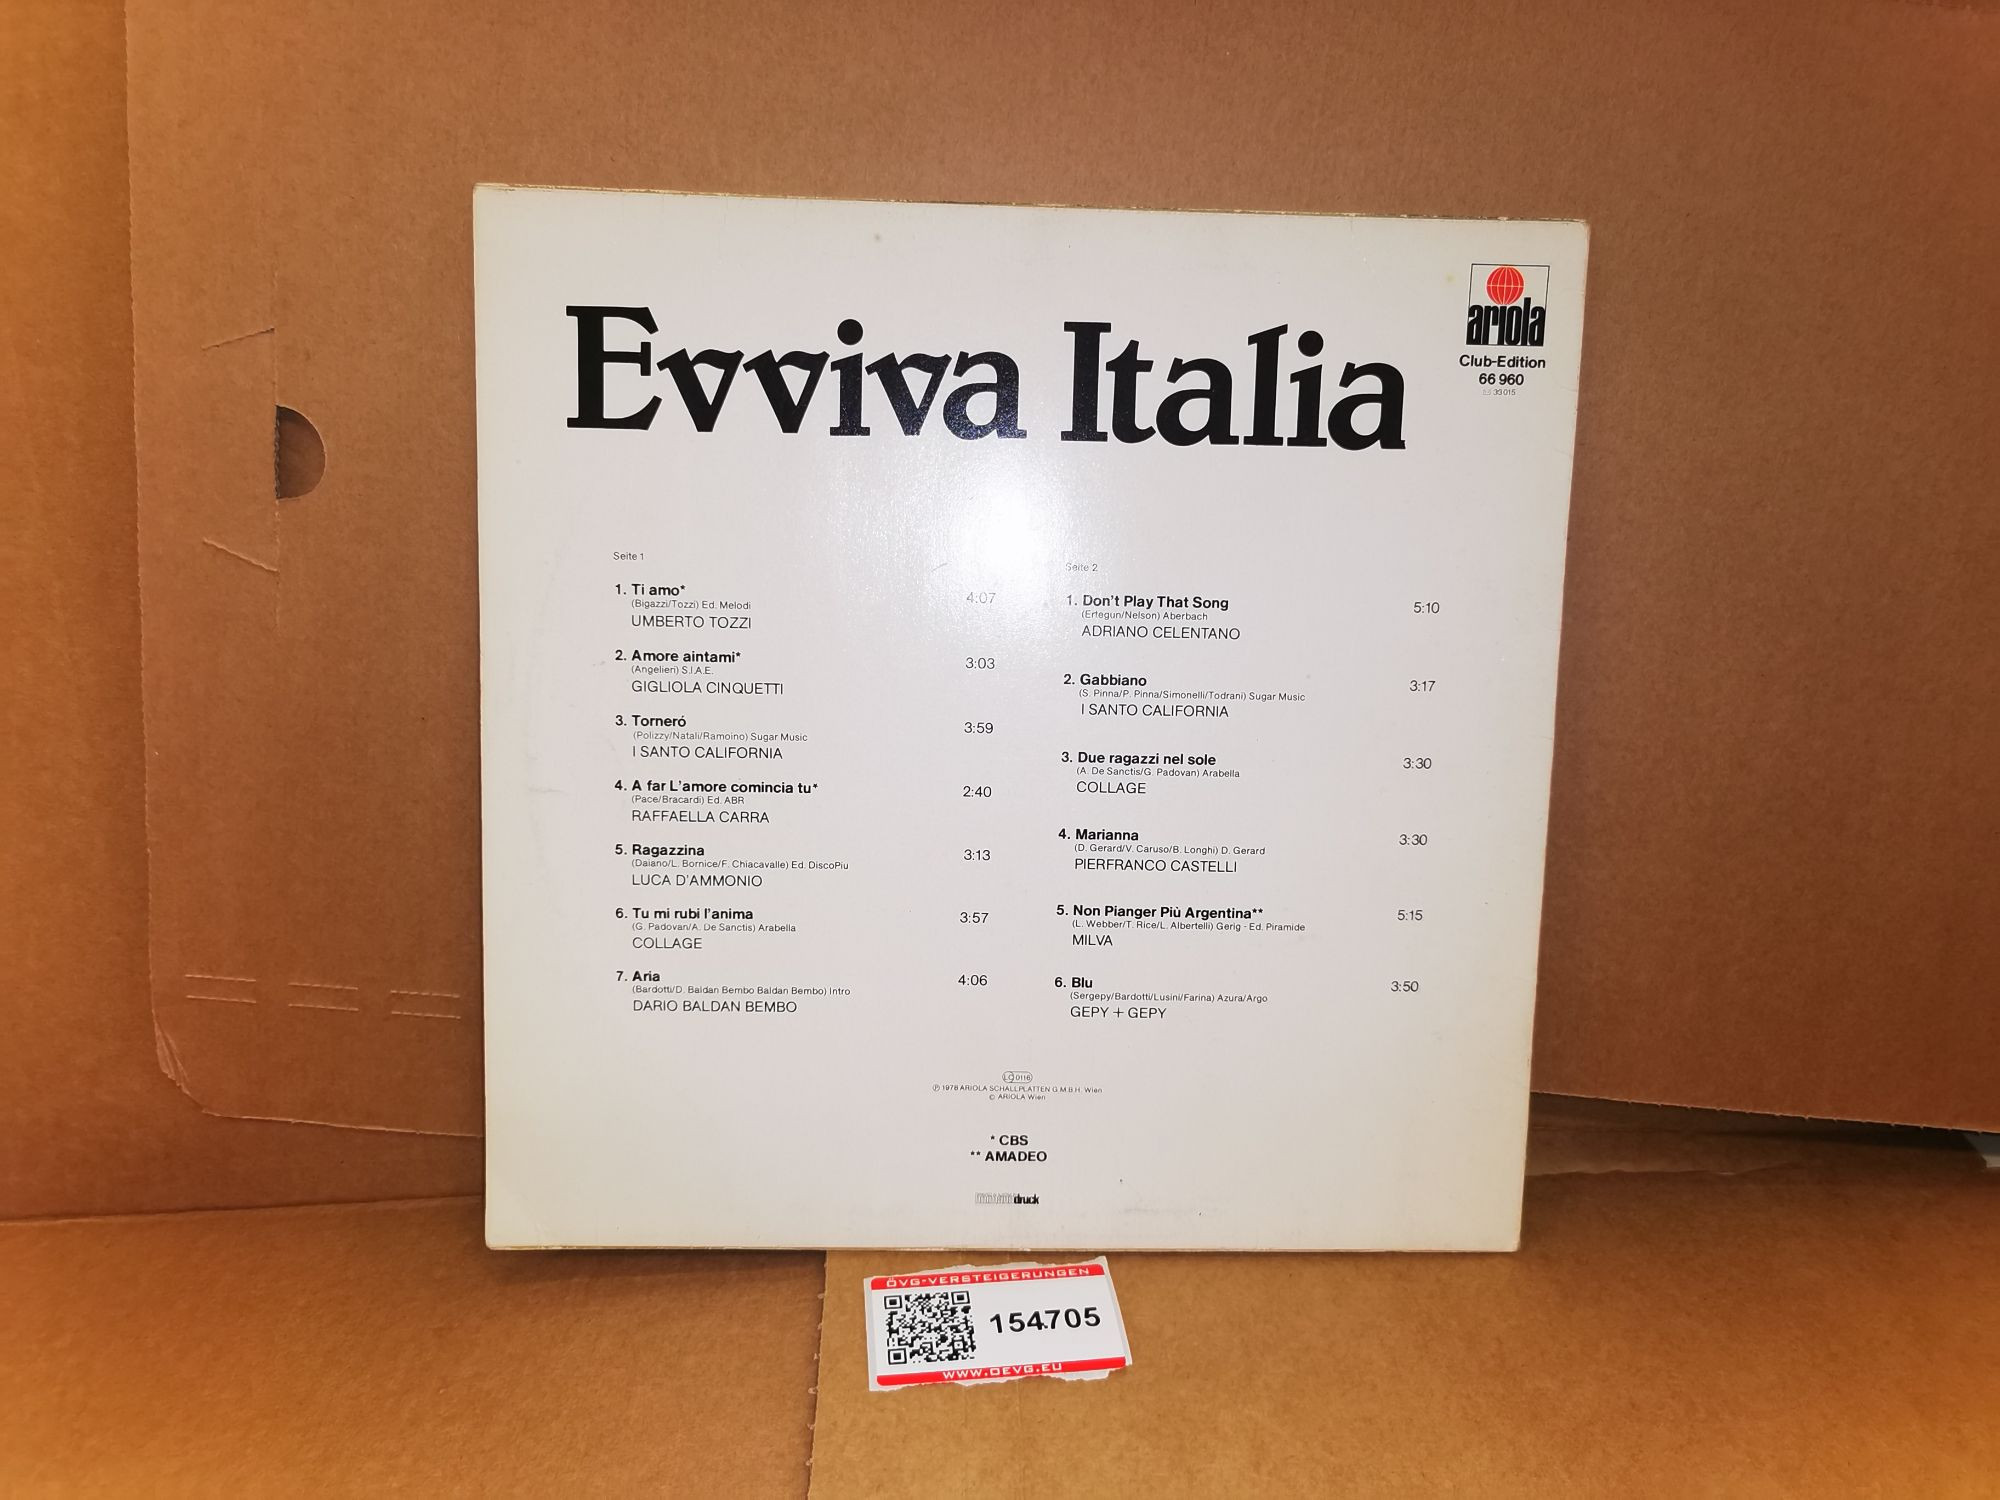 Evviva Italia
ariola
Club-Edition
66 960
33 015
Seite 1
1. Ti amo* 4:07
(Bigazzi/Tozzi) Ed. Melodi
UMBERTO TOZZI
2. Amore aintami* 3:03
(Angelieri) S.I.A.E.
GIGLIOLA CINQUETTI
3. Torneró 3:59
(Polizzy/Natali/Ramoino) Sugar Music
I SANTO CALIFORNIA
4. A far L'amore comincia tu* 2:40
(Pace/Bracardi) Ed. ABR
RAFFAELLA CARRA
5. Ragazzina 3:13
(Daiano/L. Bornice/F. Chiacavalle) Ed. DiscoPiu
LUCA D'AMMONIO
6. Tu mi rubi l'anima 3:57
(G. Padovan/A. De Sanctis) Arabella
COLLAGE
7. Aria 4:06
(Bardotti/D. Baldan Bembo Baldan Bembo) Intro
DARIO BALDAN BEMBO
Seite 2
1. Don't Play That Song 5:10
(Ertegun/Nelson) Aberbach
ADRIANO CELENTANO
2. Gabbiano 3:17
(S. Pinna/P. Pinna/Simonelli/Todrani) Sugar Music
I SANTO CALIFORNIA
3. Due ragazzi nel sole 3:30
(A. De Sanctis/G. Padovan) Arabella
COLLAGE
4. Marianna 3:30
(D. Gerard/V. Caruso/B. Longhi) D. Gerard
PIERFRANCO CASTELLI
5. Non Pianger Più Argentina** 5:15
(L. Webber/T. Rice/L. Albertelli) Gerig - Ed. Piramide
MILVA
6. Blu 3:50
(Sergepy/Bardotti/Lusini/Farina) Azura/Argo
GEPY + GEPY
LC 0116
℗ 1978 ARIOLA SCHALLPLATTEN G.M.B.H. Wien
© ARIOLA Wien
* CBS
** AMADEO
druck
ÖVG-VERSTEIGERUNGEN
154.705
WWW.OEVG.EU